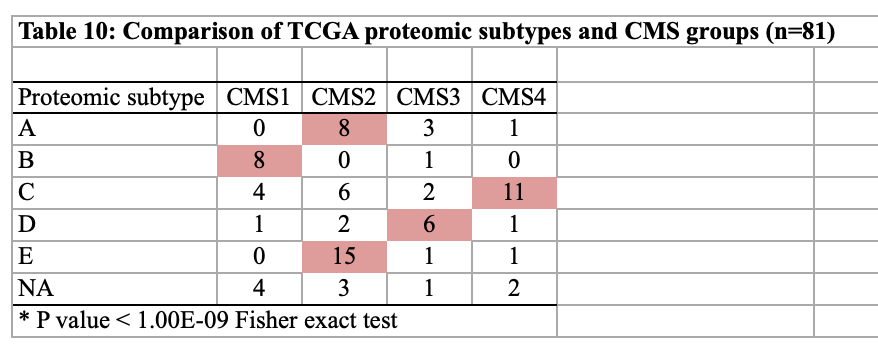 Table 10: Comparison of TCGA proteomic subtypes and CMS groups (n=81)
Proteomic subtype CMS1 CMS2 CMS3 CMS4
A 0 8 3 1
B 8 0 1 0
C 4 6 2 11
D 1 2 6 1
E 0 15 1 1
NA 4 3 1 2
* P value < 1.00E-09 Fisher exact test